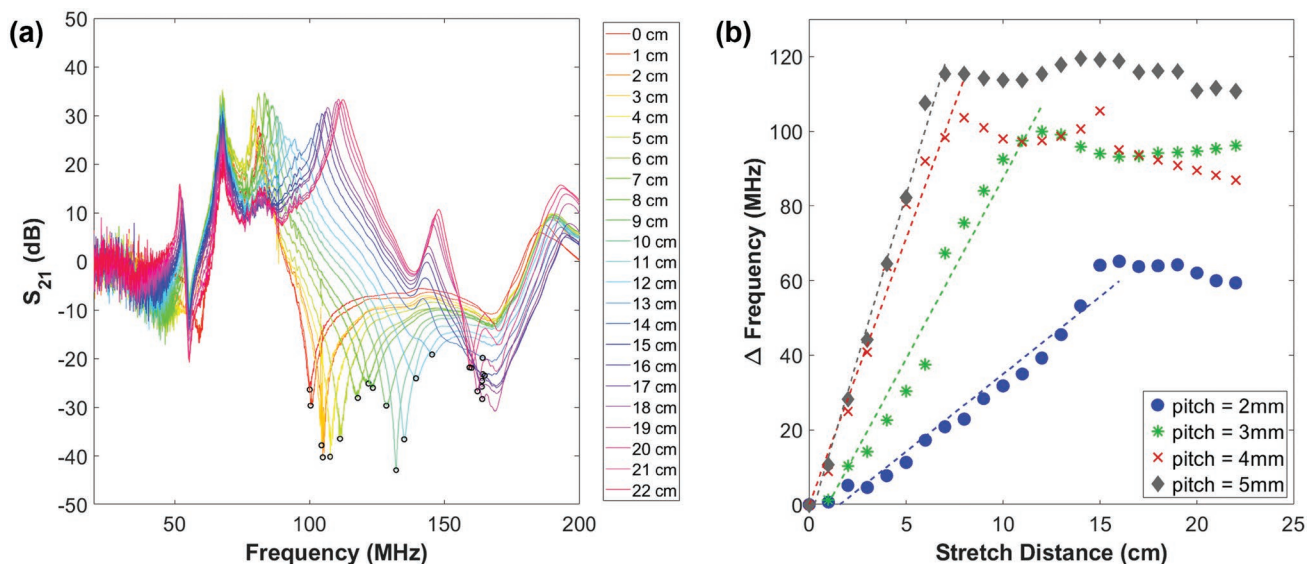 (a)
50
40
30
20
10
0
-10
-20
-30
-40
-50
S21 (dB)
50 100 150 200
Frequency (MHz)
0 cm
1 cm
2 cm
3 cm
4 cm
5 cm
6 cm
7 cm
8 cm
9 cm
10 cm
11 cm
12 cm
13 cm
14 cm
15 cm
16 cm
17 cm
18 cm
19 cm
20 cm
21 cm
22 cm
(b)
120
100
80
60
40
20
0
Δ Frequency (MHz)
0 5 10 15 20
Stretch Distance (cm)
pitch = 2mm
pitch = 3mm
pitch = 4mm
pitch = 5mm